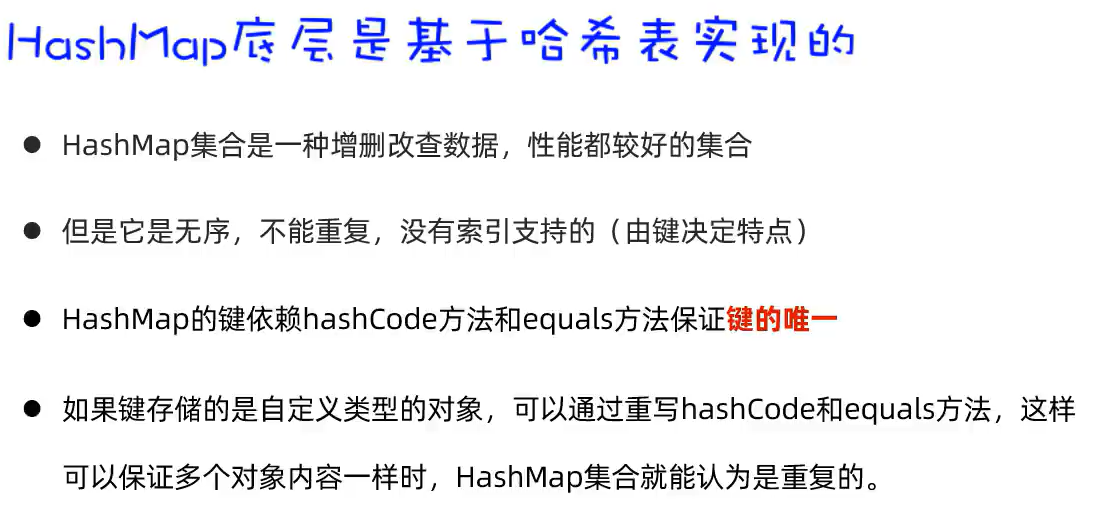 HashMap底层是基于哈希表实现的
● HashMap集合是一种增删改查数据，性能都较好的集合
● 但是它是无序，不能重复，没有索引支持的（由键决定特点）
● HashMap的键依赖hashCode方法和equals方法保证键的唯一
● 如果键存储的是自定义类型的对象，可以通过重写hashCode和equals方法，这样
可以保证多个对象内容一样时，HashMap集合就能认为是重复的。